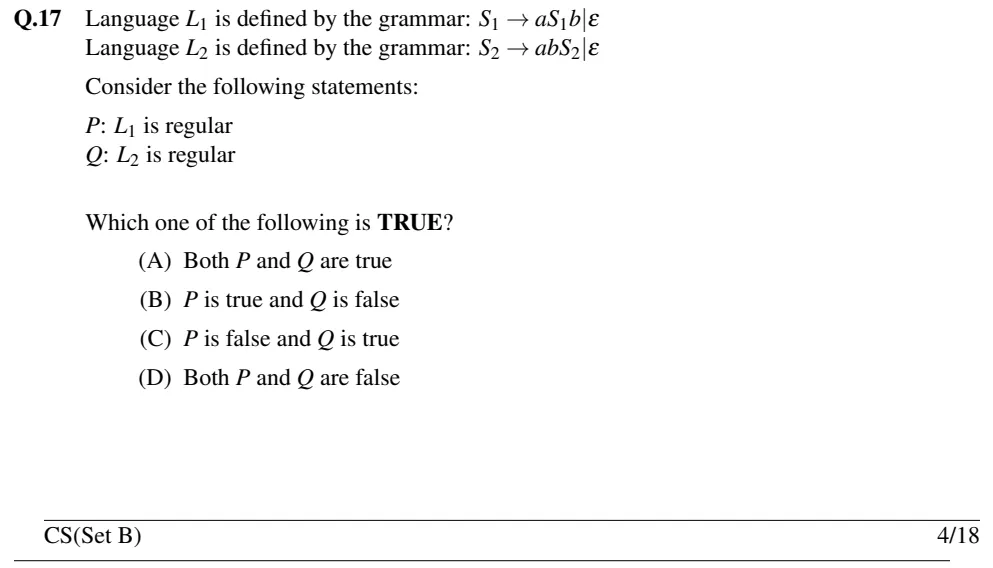 Q.17 Language L₁ is defined by the grammar: S₁ → aS₁b|ε
Language L₂ is defined by the grammar: S₂ → abS₂|ε
Consider the following statements:
P: L₁ is regular
Q: L₂ is regular
Which one of the following is TRUE?
(A) Both P and Q are true
(B) P is true and Q is false
(C) P is false and Q is true
(D) Both P and Q are false
CS(Set B) 4/18